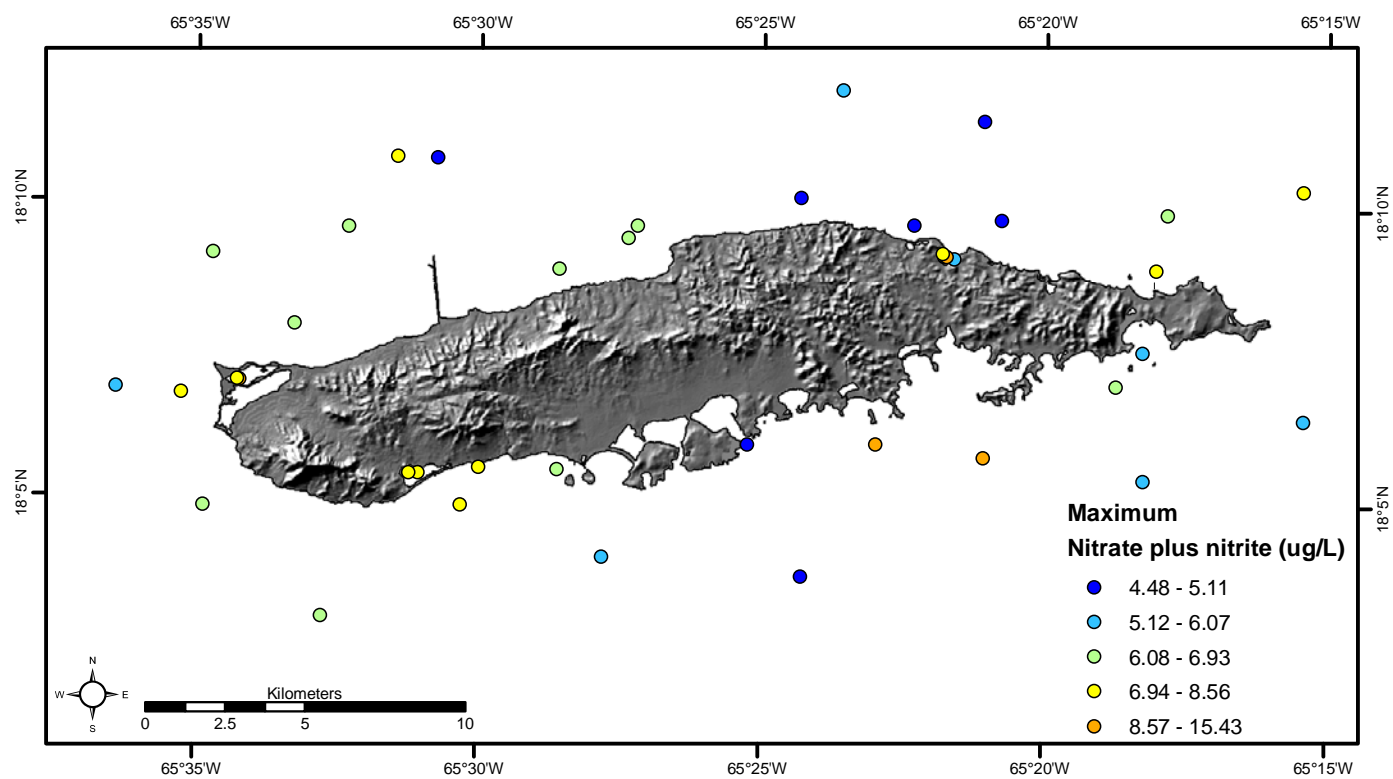 65°35'W 65°30'W 65°25'W 65°20'W 65°15'W
18°10'N
18°10'N
18°5'N
18°5'N
Maximum
Nitrate plus nitrite (ug/L)
4.48 - 5.11
5.12 - 6.07
6.08 - 6.93
6.94 - 8.56
8.57 - 15.43
N
W E
S
Kilometers
0 2.5 5 10
65°35'W 65°30'W 65°25'W 65°20'W 65°15'W